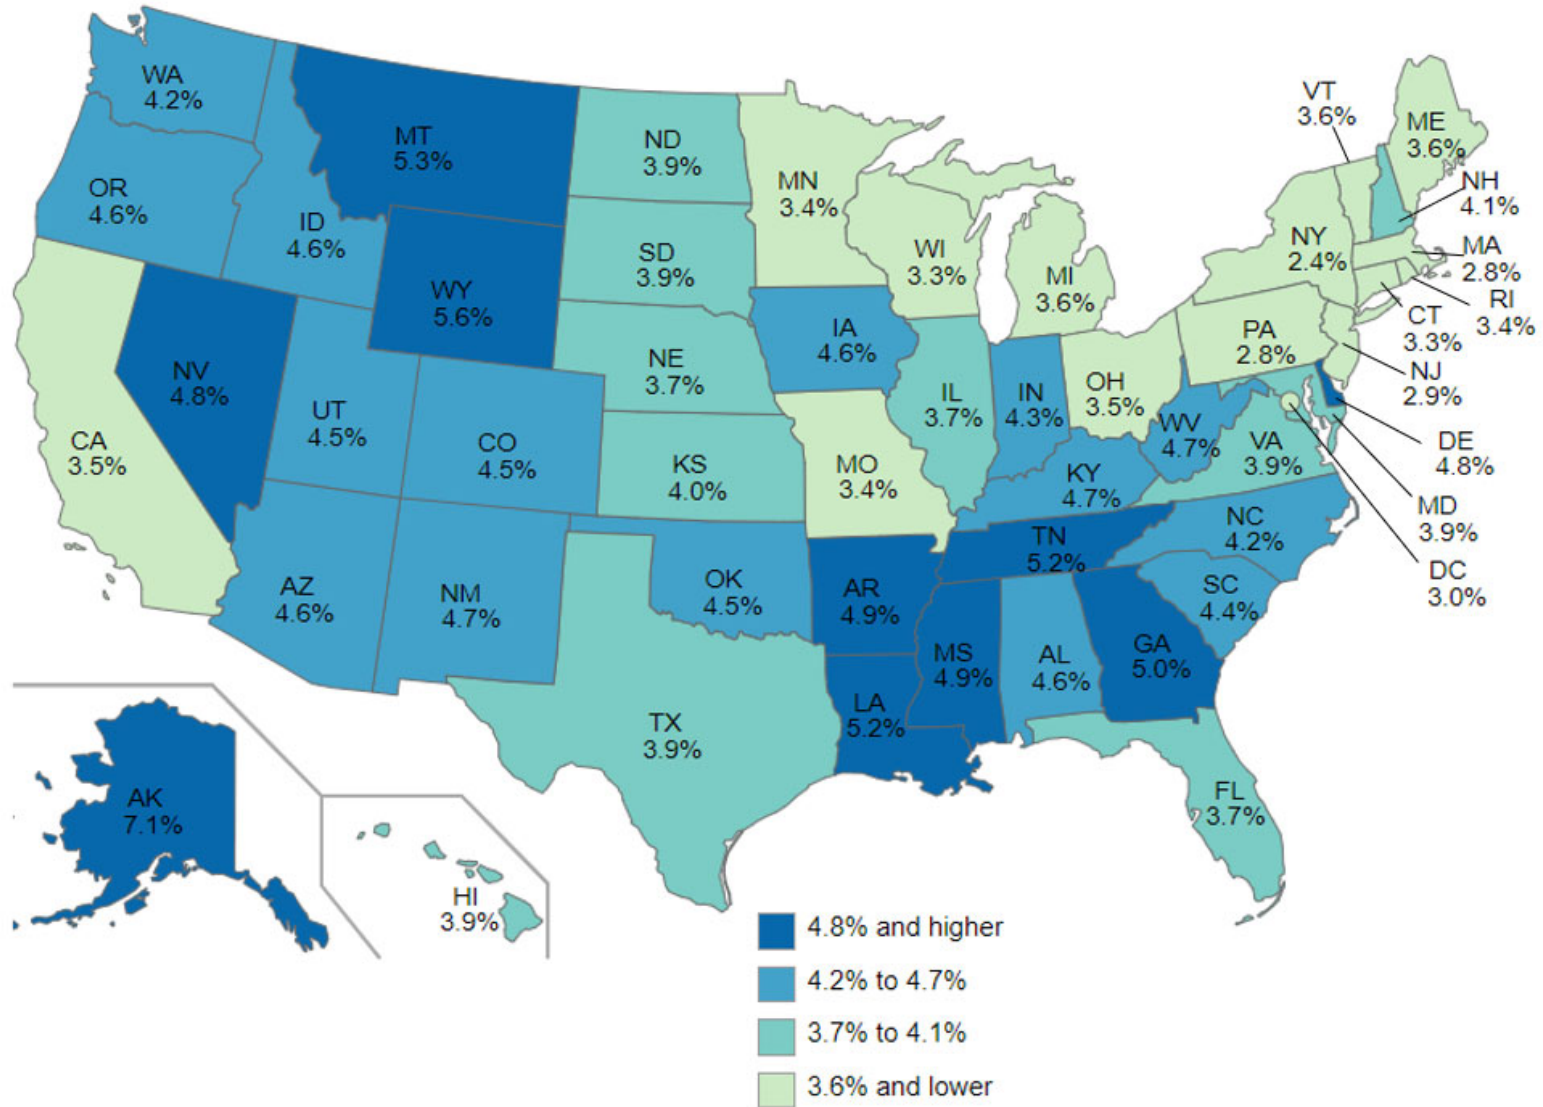 WA
4.2%
MT
5.3%
ND
3.9%
MN
3.4%
VT
3.6%
ME
3.6%
OR
4.6%
ID
4.6%
NH
4.1%
SD
3.9%
WI
3.3%
MI
3.6%
NY
2.4%
MA
2.8%
WY
5.6%
RI
3.4%
CT
3.3%
IA
4.6%
PA
2.8%
NV
4.8%
NE
3.7%
NJ
2.9%
UT
4.5%
IL
3.7%
IN
4.3%
OH
3.5%
CA
3.5%
CO
4.5%
WV
4.7%
VA
3.9%
DE
4.8%
KS
4.0%
MO
3.4%
KY
4.7%
MD
3.9%
NC
4.2%
TN
5.2%
DC
3.0%
AZ
4.6%
NM
4.7%
OK
4.5%
AR
4.9%
SC
4.4%
MS
4.9%
AL
4.6%
GA
5.0%
LA
5.2%
TX
3.9%
AK
7.1%
FL
3.7%
HI
3.9%
4.8% and higher
4.2% to 4.7%
3.7% to 4.1%
3.6% and lower